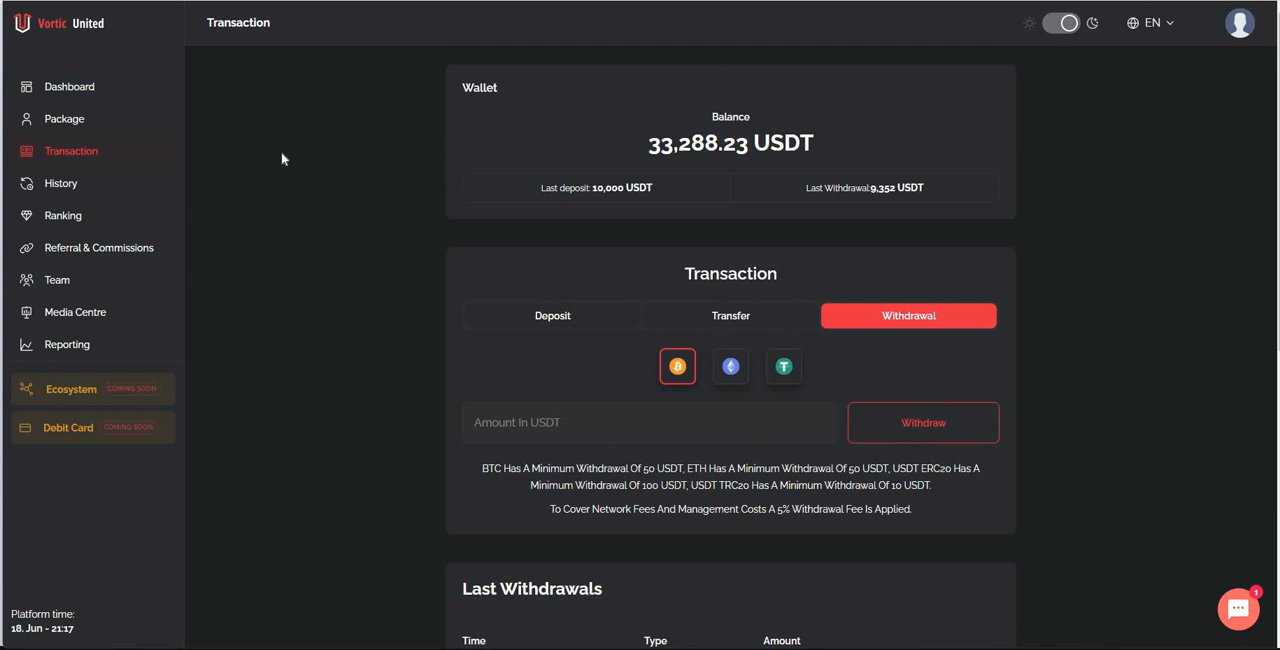 Vortic United
Transaction
EN
Dashboard
Package
Transaction
History
Ranking
Referral & Commissions
Team
Media Centre
Reporting
Ecosystem COMING SOON
Debit Card COMING SOON
Platform time:
18. Jun - 21:17
Wallet
Balance
33,288.23 USDT
Last deposit: 10,000 USDT
Last Withdrawal:9,352 USDT
Transaction
Deposit
Transfer
Withdrawal
Amount In USDT
Withdraw
BTC Has A Minimum Withdrawal Of 50 USDT, ETH Has A Minimum Withdrawal Of 50 USDT, USDT ERC20 Has A
Minimum Withdrawal Of 100 USDT, USDT TRC20 Has A Minimum Withdrawal Of 10 USDT.
To Cover Network Fees And Management Costs A 5% Withdrawal Fee Is Applied.
Last Withdrawals
Time Type Amount
1